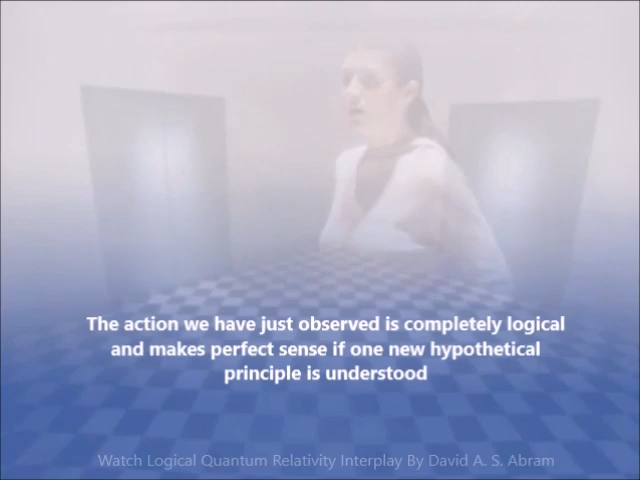 The action we have just observed is completely logical
and makes perfect sense if one new hypothetical
principle is understood
Watch Logical Quantum Relativity Interplay By David A. S. Abram